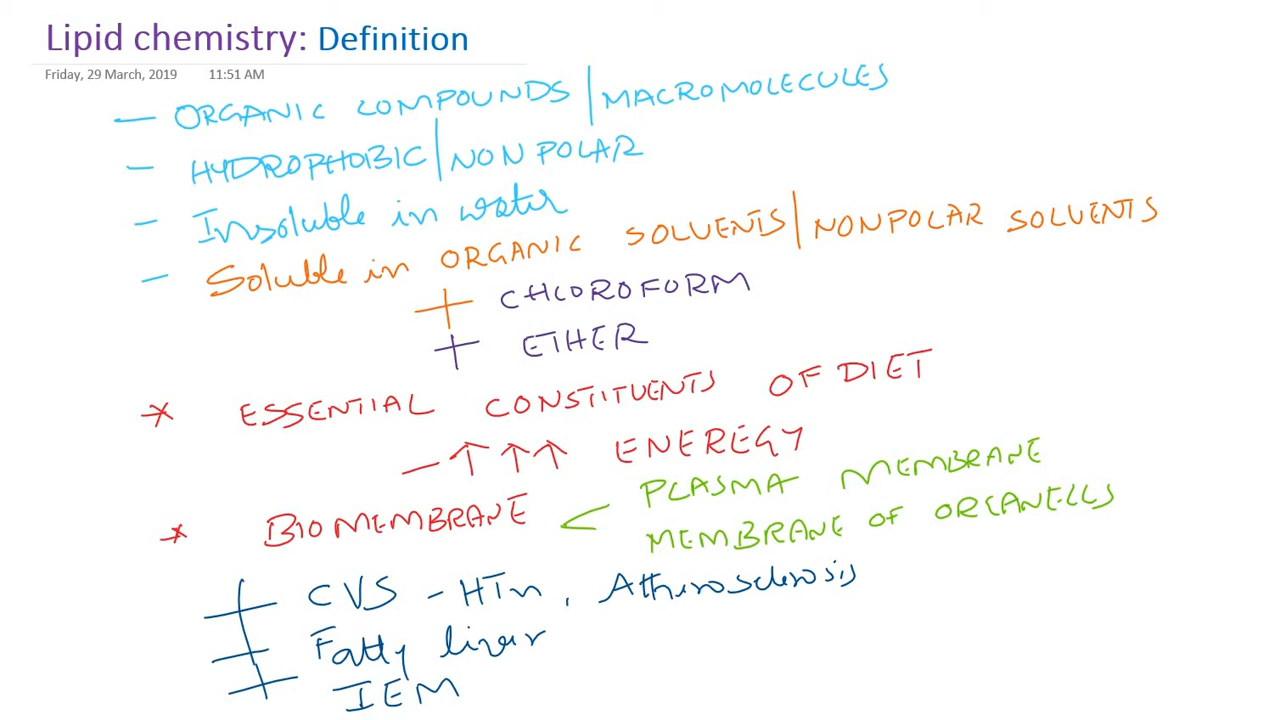 Lipid chemistry: Definition
Friday, 29 March, 2019 11:51 AM
— ORGANIC COMPOUNDS | MACROMOLECULES
— HYDROPHOBIC | NON POLAR
— Insoluble in water
— Soluble in ORGANIC SOLVENTS | NONPOLAR SOLVENTS
+ CHLOROFORM
+ ETHER
* ESSENTIAL CONSTITUENTS OF DIET
— ↑ ↑ ↑ ENEREGY
* BIOMEMBRANE < PLASMA MEMBRANE
MEMBRANE OF ORGANELLS
+ CVS - HTn, Atherosclerosis
+ Fatty liver
+ IEM